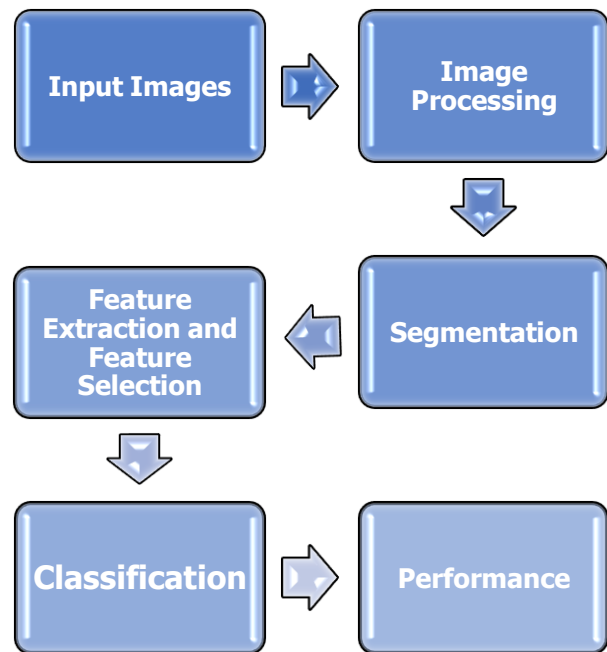 Input Images
Image
Processing
Segmentation
Feature
Extraction and
Feature
Selection
Classification
Performance